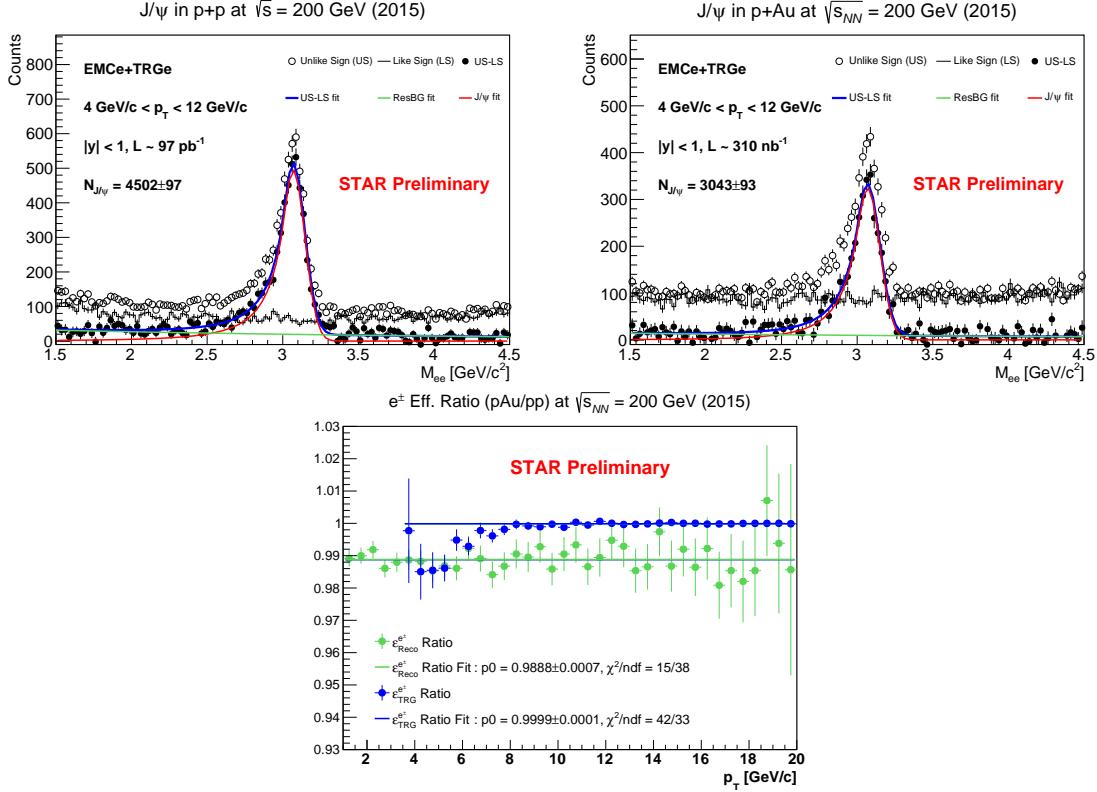 J/ψ in p+p at √s = 200 GeV (2015)
Counts
800
700
600
500
400
300
200
100
0
EMCe+TRGe
4 GeV/c < p_T < 12 GeV/c
|y| < 1, L ~ 97 pb⁻¹
N_J/ψ = 4502±97
Unlike Sign (US)
Like Sign (LS)
US-LS
US-LS fit
ResBG fit
J/ψ fit
STAR Preliminary
1.5 2 2.5 3 3.5 4 4.5
M_ee [GeV/c²]
J/ψ in p+Au at √s_NN = 200 GeV (2015)
Counts
600
500
400
300
200
100
0
EMCe+TRGe
4 GeV/c < p_T < 12 GeV/c
|y| < 1, L ~ 310 nb⁻¹
N_J/ψ = 3043±93
Unlike Sign (US)
Like Sign (LS)
US-LS
US-LS fit
ResBG fit
J/ψ fit
STAR Preliminary
1.5 2 2.5 3 3.5 4 4.5
M_ee [GeV/c²]
e± Eff. Ratio (pAu/pp) at √s_NN = 200 GeV (2015)
1.03
1.02
1.01
1
0.99
0.98
0.97
0.96
0.95
0.94
0.93
STAR Preliminary
ε^e±_Reco Ratio
ε^e±_Reco Ratio Fit : p0 = 0.9888±0.0007, χ²/ndf = 15/38
ε^e±_TRG Ratio
ε^e±_TRG Ratio Fit : p0 = 0.9999±0.0001, χ²/ndf = 42/33
2 4 6 8 10 12 14 16 18 20
p_T [GeV/c]